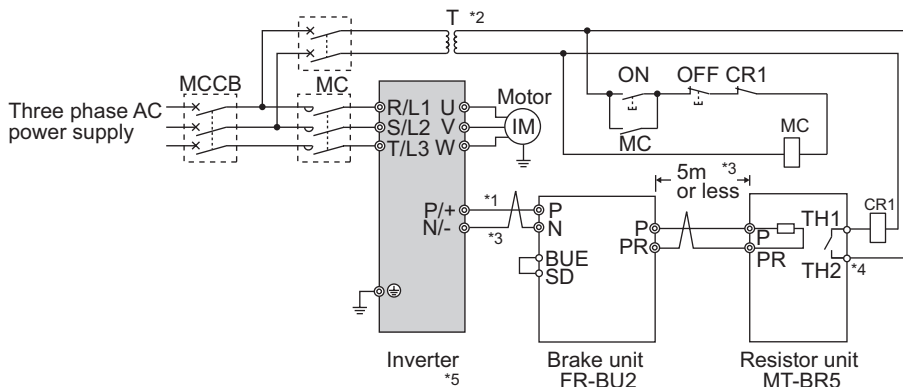 T *2
MCCB
MC
ON
OFF
CR1
Three phase AC
power supply
R/L1
S/L2
T/L3
U
V
W
Motor
IM
MC
MC
P/+
N/-
*1
*3
P
N
BUE
SD
P
PR
5m *3
or less
P
PR
TH1
TH2
CR1
*4
Inverter
*5
Brake unit
FR-BU2
Resistor unit
MT-BR5